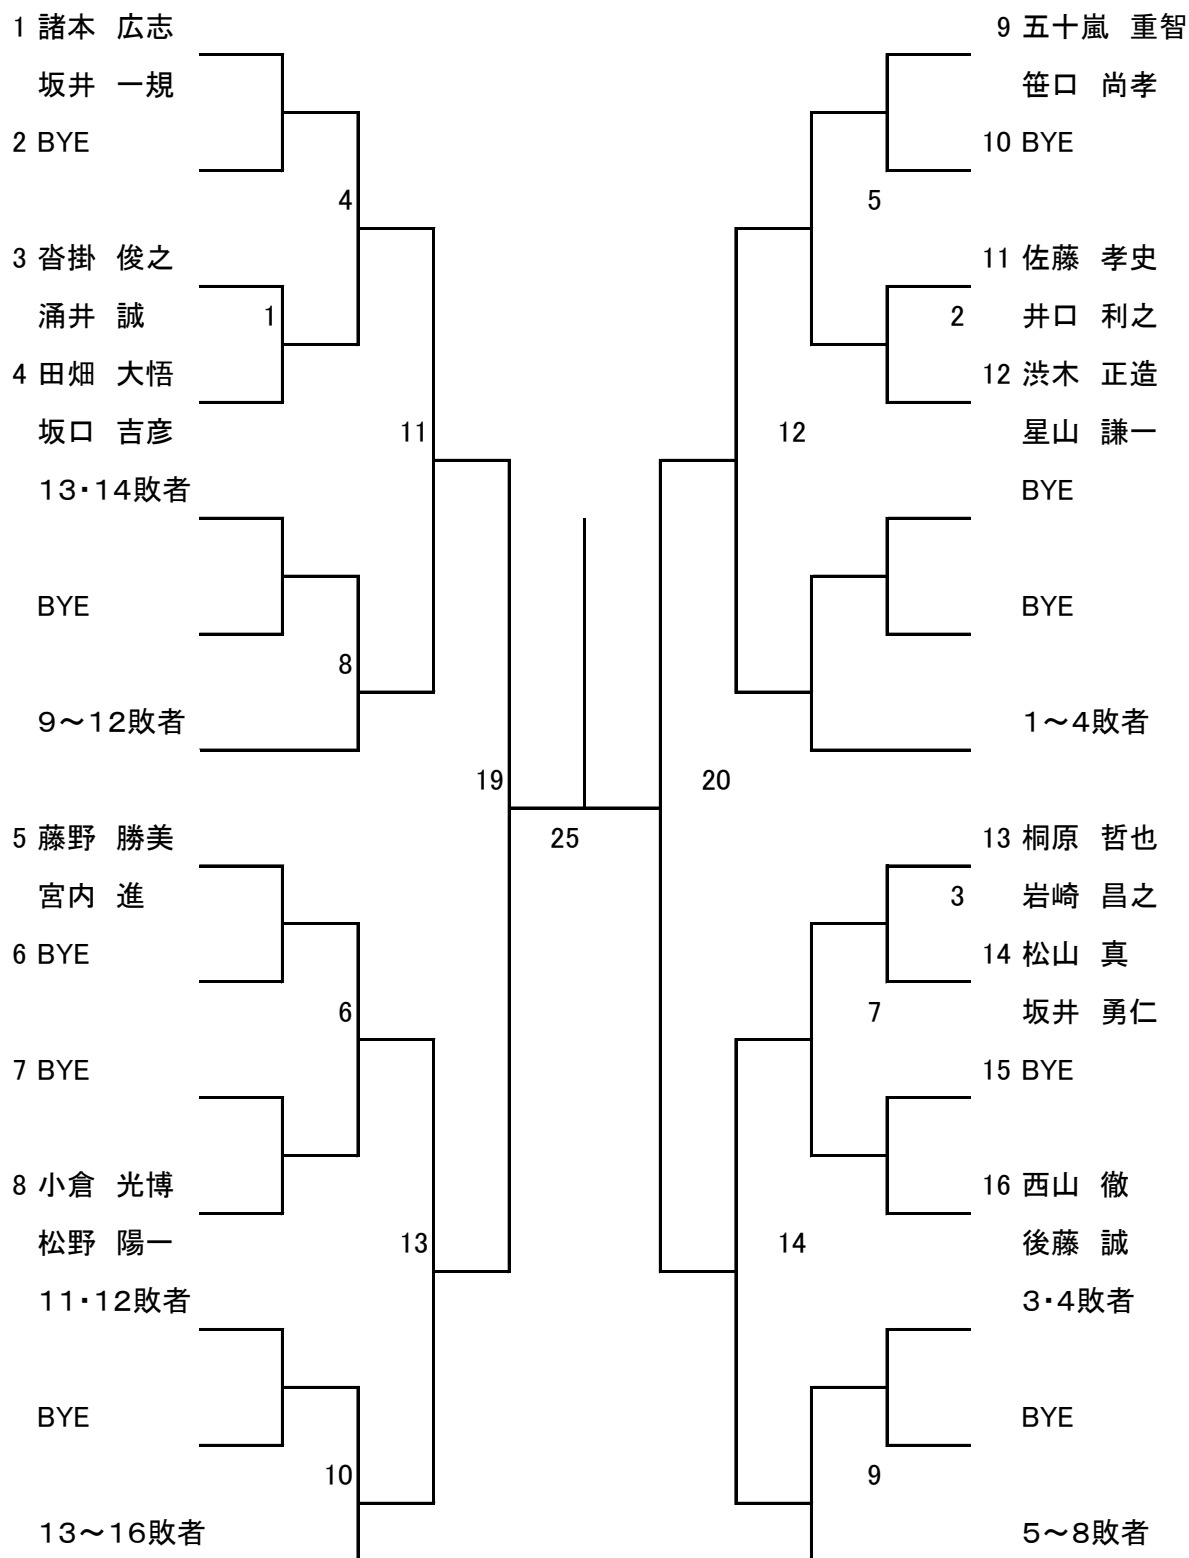 1 諸本 広志
坂井 一規
2 BYE
4
3 沓掛 俊之
涌井 誠
1
4 田畑 大悟
坂口 吉彦
11
13・14敗者
BYE
8
9～12敗者
19
5 藤野 勝美
宮内 進
6 BYE
6
7 BYE
8 小倉 光博
松野 陽一
13
11・12敗者
BYE
10
13～16敗者
25
9 五十嵐 重智
笹口 尚孝
10 BYE
5
11 佐藤 孝史
2
井口 利之
12 渋木 正造
星山 謙一
12
BYE
BYE
1～4敗者
20
13 桐原 哲也
3
岩崎 昌之
14 松山 真
坂井 勇仁
7
15 BYE
16 西山 徹
後藤 誠
14
3・4敗者
BYE
9
5～8敗者